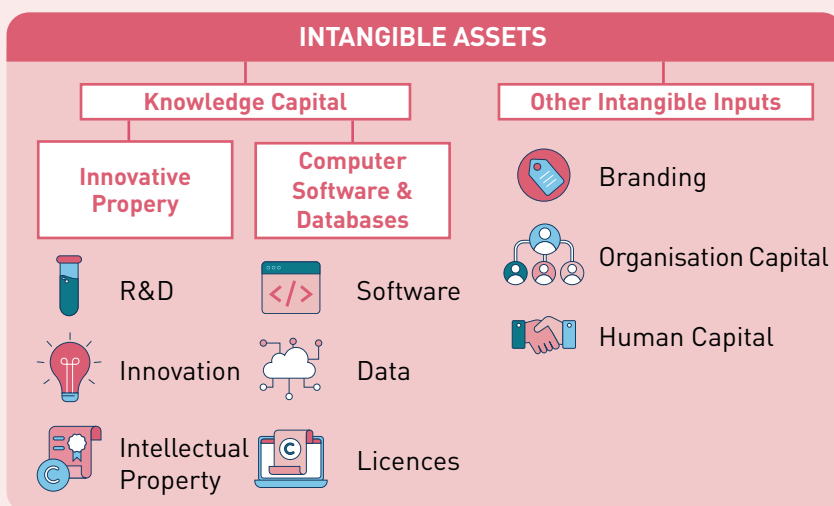 INTANGIBLE ASSETS
Knowledge Capital
Other Intangible Inputs
Innovative
Propery
Computer
Software &
Databases
R&D
Innovation
Intellectual
Property
C
</>
Software
Data
C
Licences
Branding
Organisation Capital
Human Capital